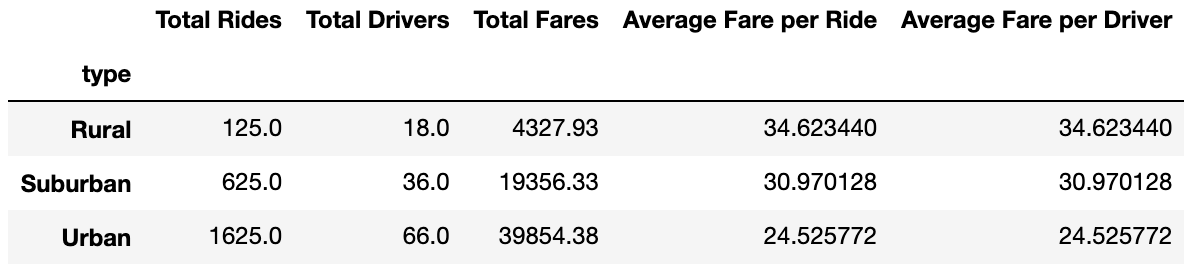 Total Rides Total Drivers Total Fares Average Fare per Ride Average Fare per Driver
type
Rural 125.0 18.0 4327.93 34.623440 34.623440
Suburban 625.0 36.0 19356.33 30.970128 30.970128
Urban 1625.0 66.0 39854.38 24.525772 24.525772